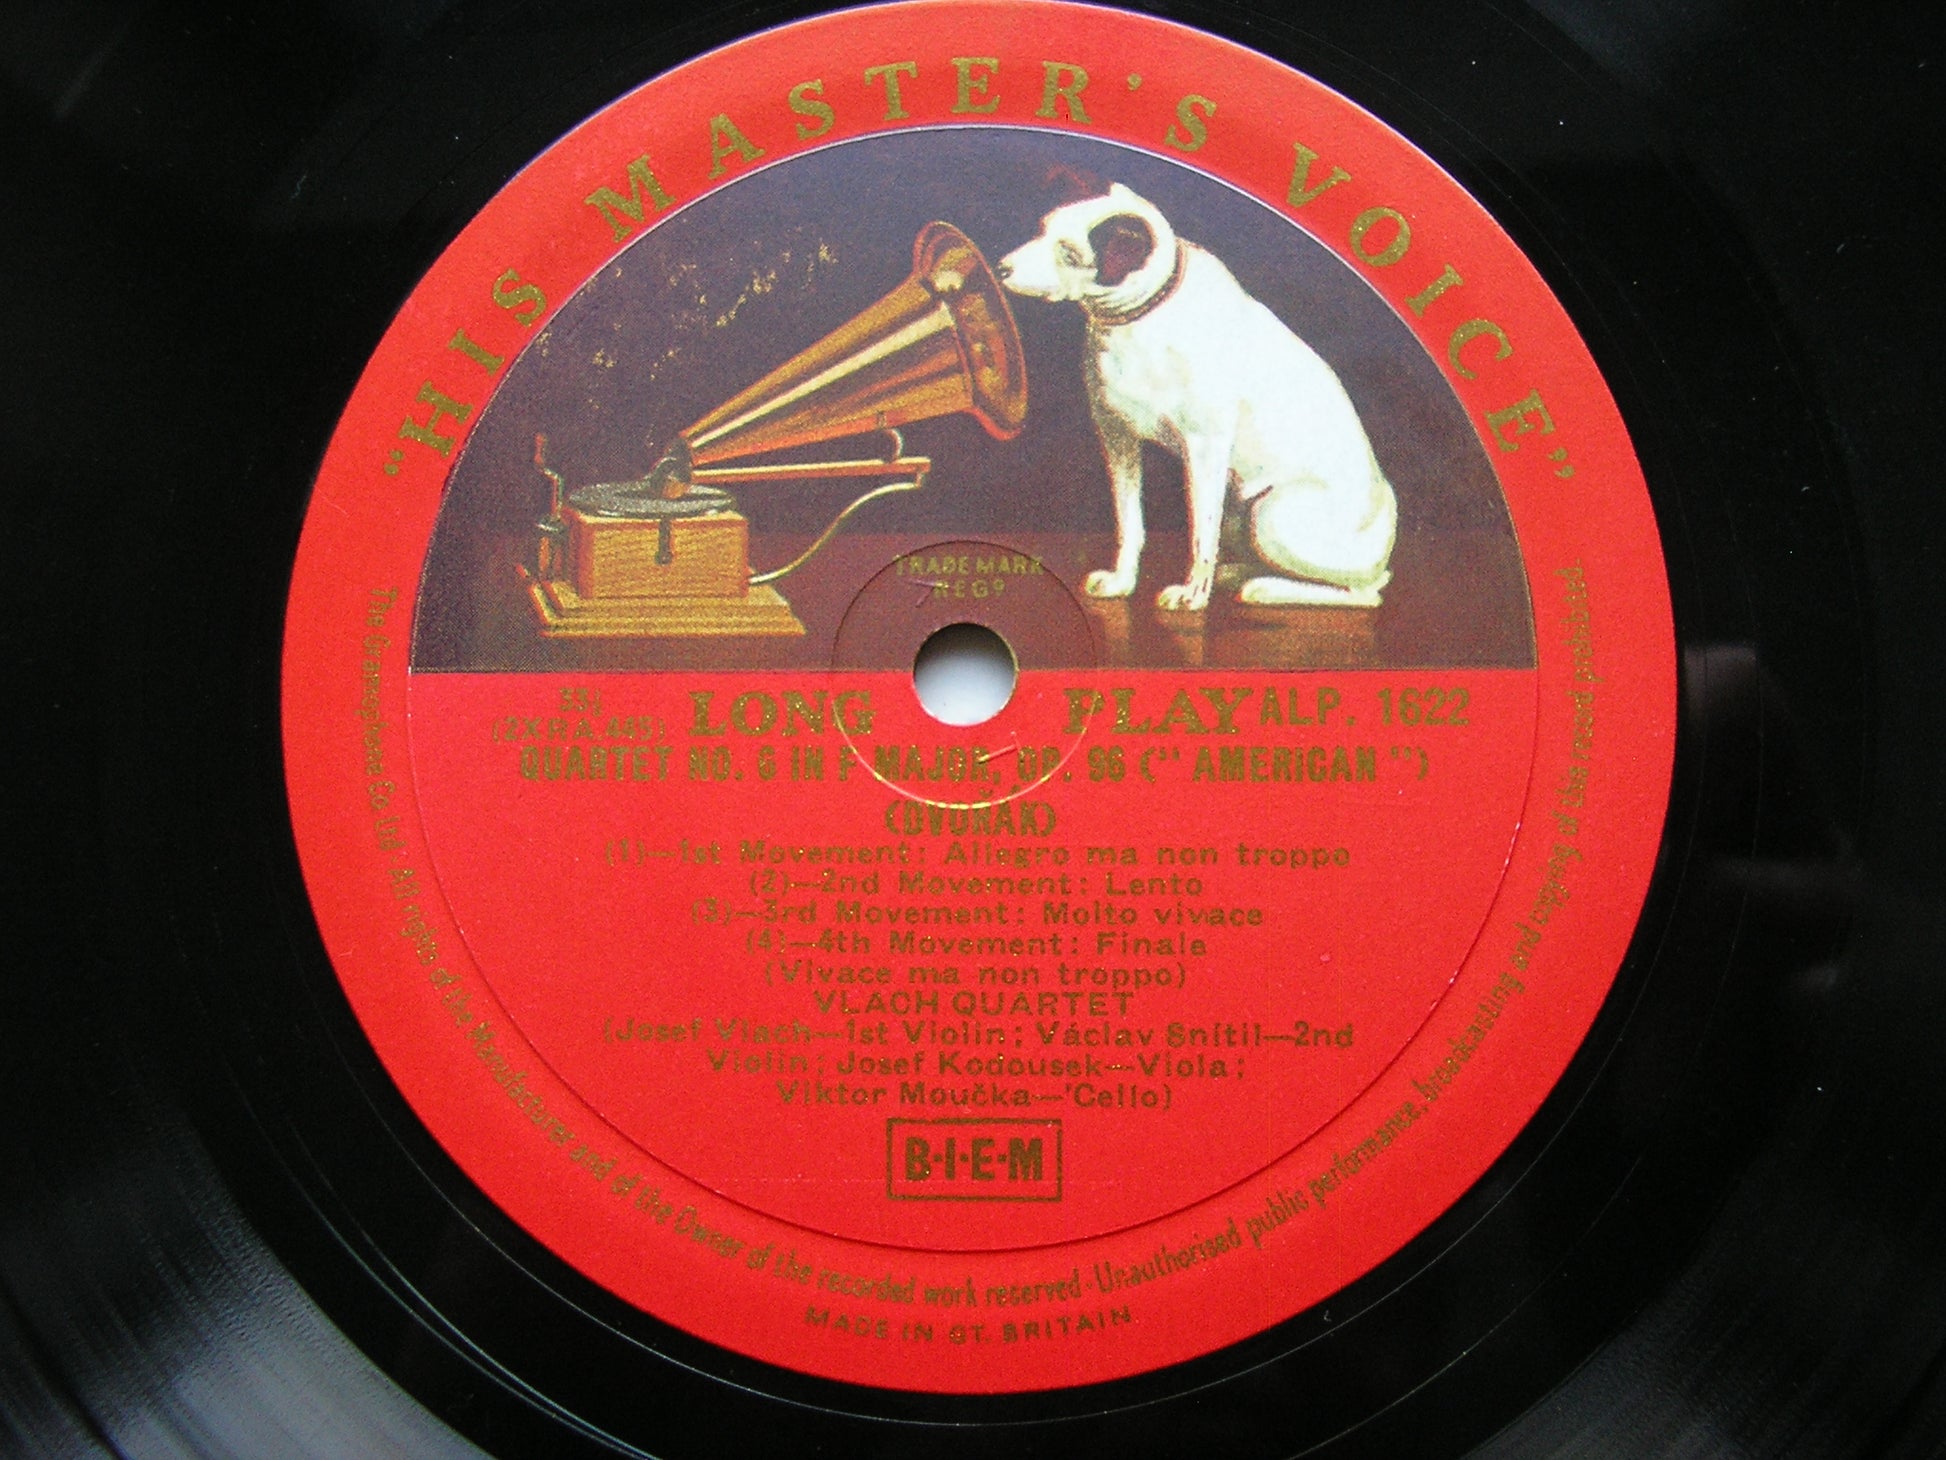 "HIS MASTER'S VOICE"
TRADE MARK
REGD
33⅓ LONG PLAY ALP. 1622
(2XRA.445)
QUARTET NO. 6 IN F MAJOR, OP. 96 (" AMERICAN ")
(DVOŘÁK)
(1)—1st Movement: Allegro ma non troppo
(2)—2nd Movement: Lento
(3)—3rd Movement: Molto vivace
(4)—4th Movement: Finale
(Vivace ma non troppo)
VLACH QUARTET
(Josef Vlach—1st Violin; Václav Snítil—2nd
Violin; Josef Kodousek—Viola;
Viktor Moučka—'Cello)
B·I·E·M
The Gramophone Co. Ltd. · All rights of the Manufacturer and of the Owner of the recorded work reserved · Unauthorised public performance, broadcasting and copying of this record prohibited.
MADE IN GT. BRITAIN